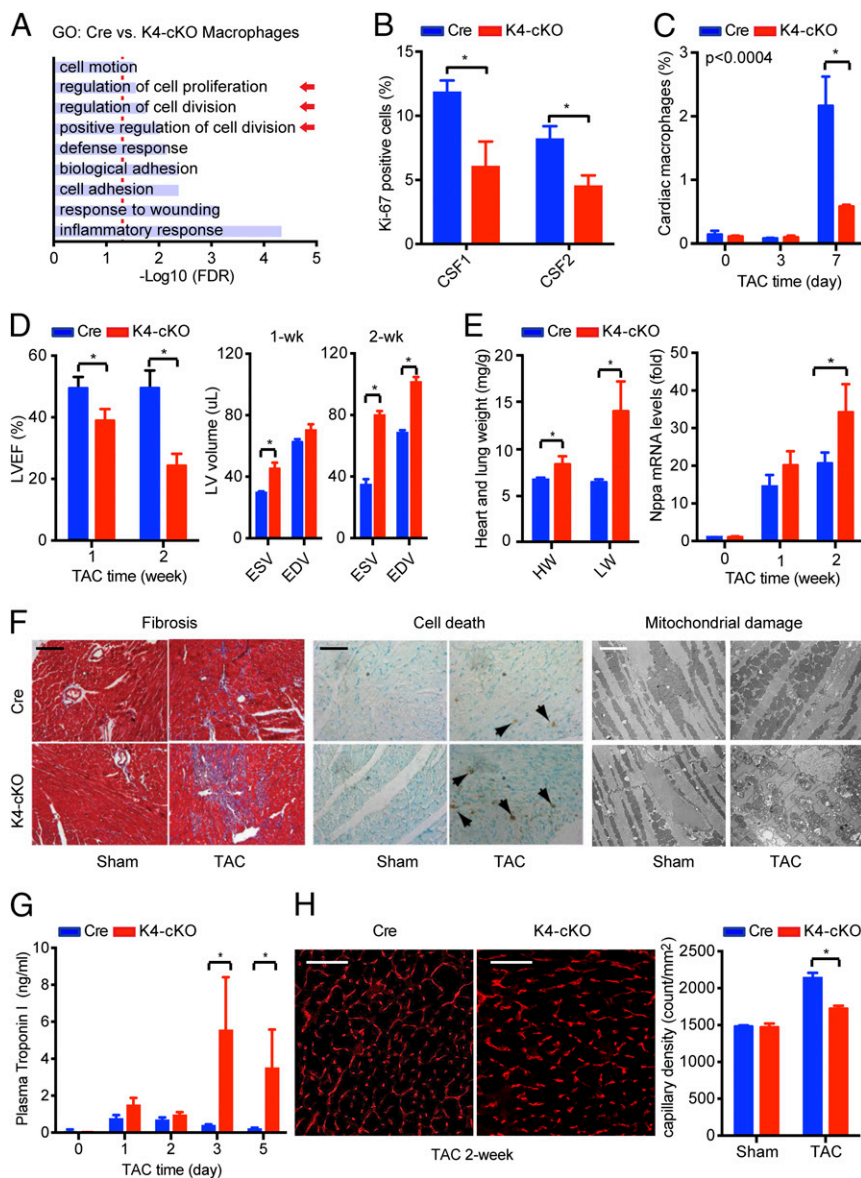 A
GO: Cre vs. K4-cKO Macrophages
cell motion
regulation of cell proliferation
regulation of cell division
positive regulation of cell division
defense response
biological adhesion
cell adhesion
response to wounding
inflammatory response
0 1 2 3 4 5
-Log10 (FDR)
B
Cre K4-cKO
Ki-67 positive cells (%)
15
10
5
0
*
*
CSF1 CSF2
C
Cre K4-cKO
p<0.0004
Cardiac macrophages (%)
3
2
1
0
*
0 3 7
TAC time (day)
D
Cre K4-cKO
LVEF (%)
60
40
20
0
*
*
1 2
TAC time (week)
1-wk
LV volume (uL)
120
80
40
0
*
ESV EDV
2-wk
120
80
40
0
*
*
ESV EDV
E
Cre K4-cKO
Heart and lung weight (mg/g)
20
15
10
5
0
*
*
HW LW
Nppa mRNA levels (fold)
50
40
30
20
10
0
*
0 1 2
TAC time (week)
F
Fibrosis Cell death Mitochondrial damage
Cre
K4-cKO
Sham TAC Sham TAC Sham TAC
G
Cre K4-cKO
Plasma Troponin I (ng/ml)
10
8
6
4
2
0
*
*
0 1 2 3 5
TAC time (day)
H
Cre K4-cKO
TAC 2-week
Cre
K4-cKO
capillary density (count/mm²)
2500
2000
1500
1000
500
0
*
Sham TAC